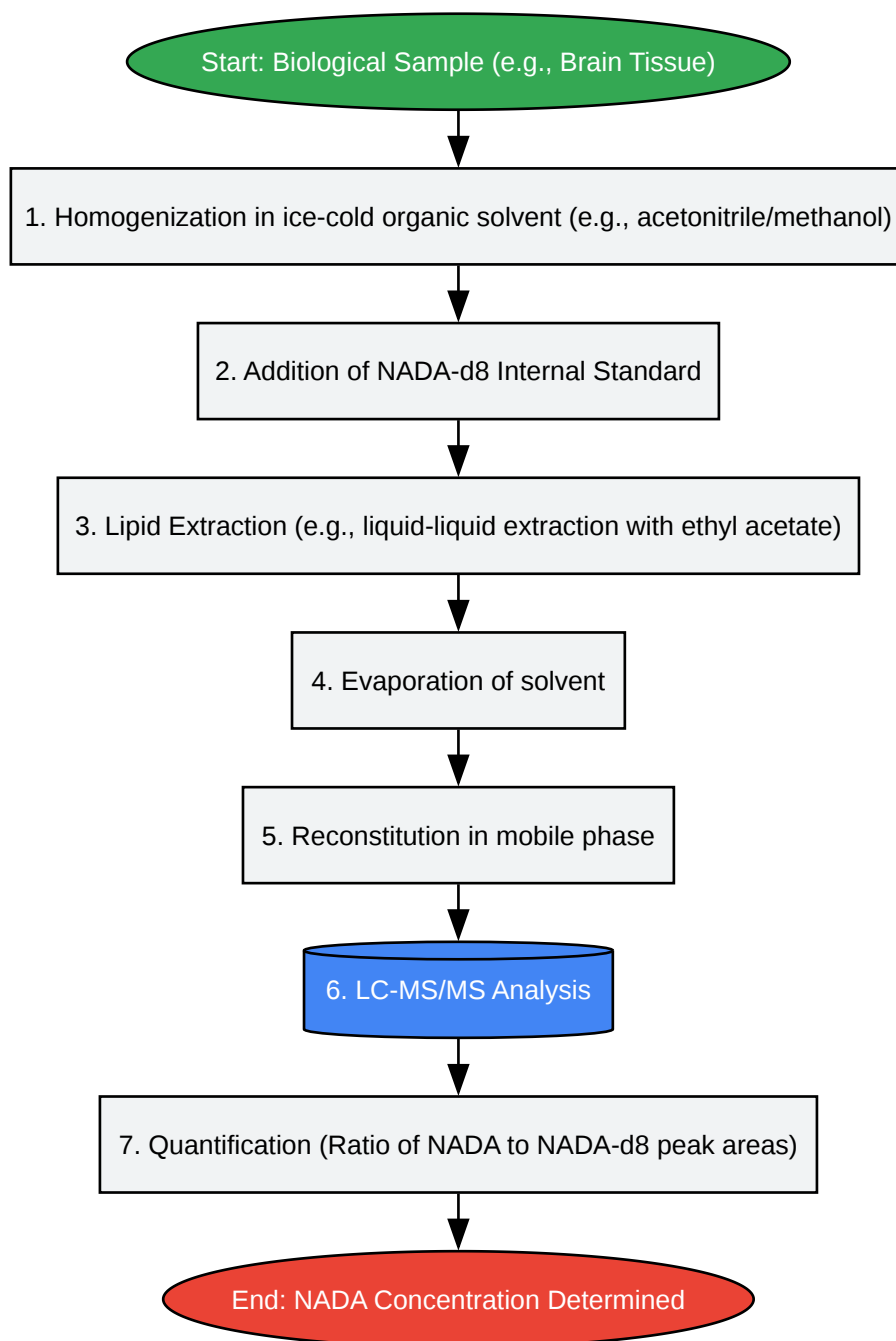 Start: Biological Sample (e.g., Brain Tissue)
1. Homogenization in ice-cold organic solvent (e.g., acetonitrile/methanol)
2. Addition of NADA-d8 Internal Standard
3. Lipid Extraction (e.g., liquid-liquid extraction with ethyl acetate)
4. Evaporation of solvent
5. Reconstitution in mobile phase
6. LC-MS/MS Analysis
7. Quantification (Ratio of NADA to NADA-d8 peak areas)
End: NADA Concentration Determined